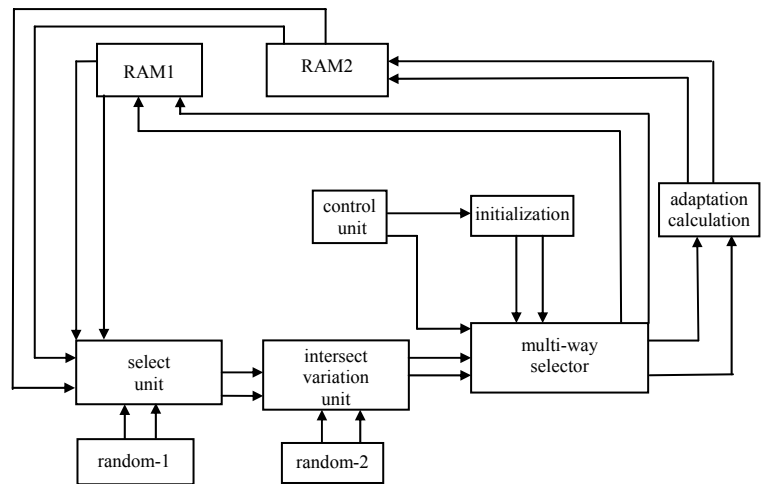 RAM1
RAM2
control
unit
initialization
adaptation
calculation
select
unit
intersect
variation
unit
multi-way
selector
random-1
random-2